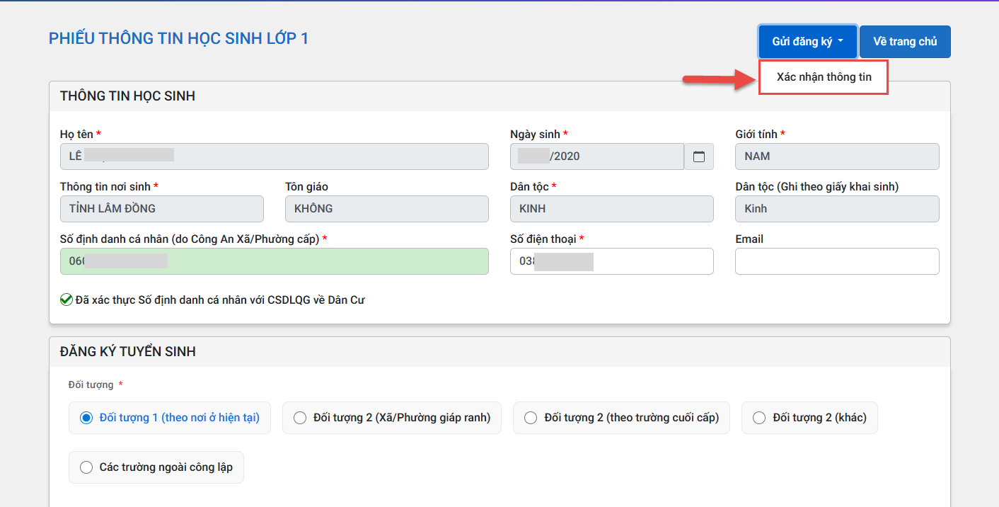 PHIẾU THÔNG TIN HỌC SINH LỚP 1
Gửi đăng ký
Về trang chủ
Xác nhận thông tin
THÔNG TIN HỌC SINH
Họ tên *
Ngày sinh *
Giới tính *
LÊ
/2020
NAM
Thông tin nơi sinh *
Tôn giáo
Dân tộc *
Dân tộc (Ghi theo giấy khai sinh)
TỈNH LÂM ĐỒNG
KHÔNG
KINH
Kinh
Số định danh cá nhân (do Công An Xã/Phường cấp) *
Số điện thoại *
Email
060
038
Đã xác thực Số định danh cá nhân với CSDLQG về Dân Cư
ĐĂNG KÝ TUYỂN SINH
Đối tượng *
Đối tượng 1 (theo nơi ở hiện tại)
Đối tượng 2 (Xã/Phường giáp ranh)
Đối tượng 2 (theo trường cuối cấp)
Đối tượng 2 (khác)
Các trường ngoài công lập